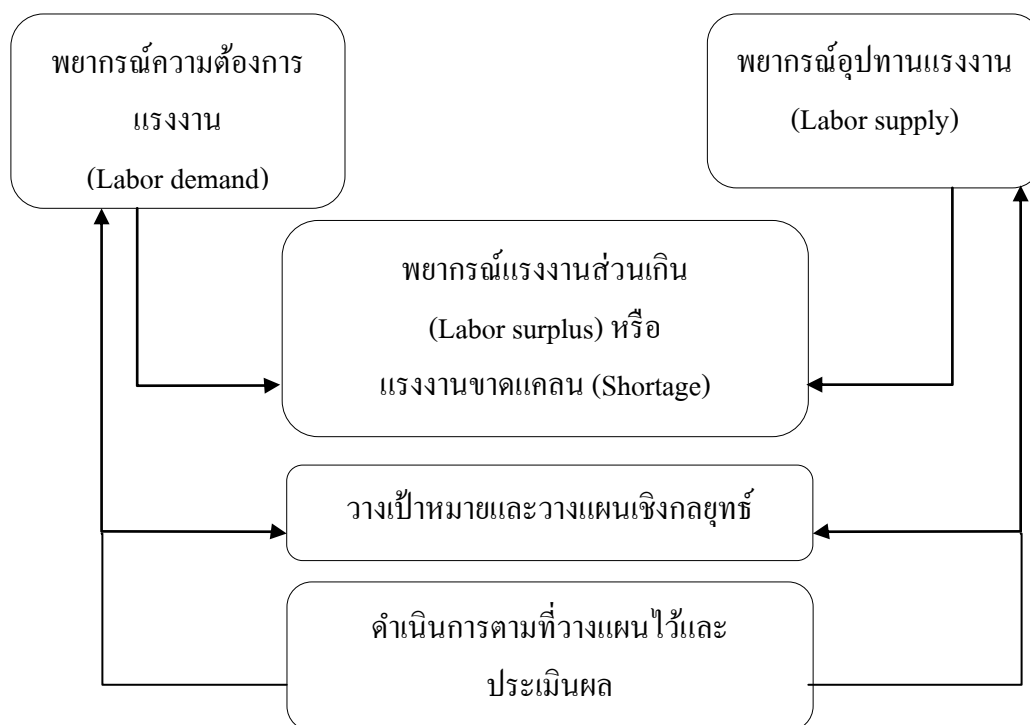 พยากรณ์ความต้องการ
แรงงาน
(Labor demand)
พยากรณ์อุปทานแรงงาน
(Labor supply)
พยากรณ์แรงงานส่วนเกิน
(Labor surplus) หรือ
แรงงานขาดแคลน (Shortage)
วางเป้าหมายและวางแผนเชิงกลยุทธ์
ดำเนินการตามที่วางแผนไว้และ
ประเมินผล